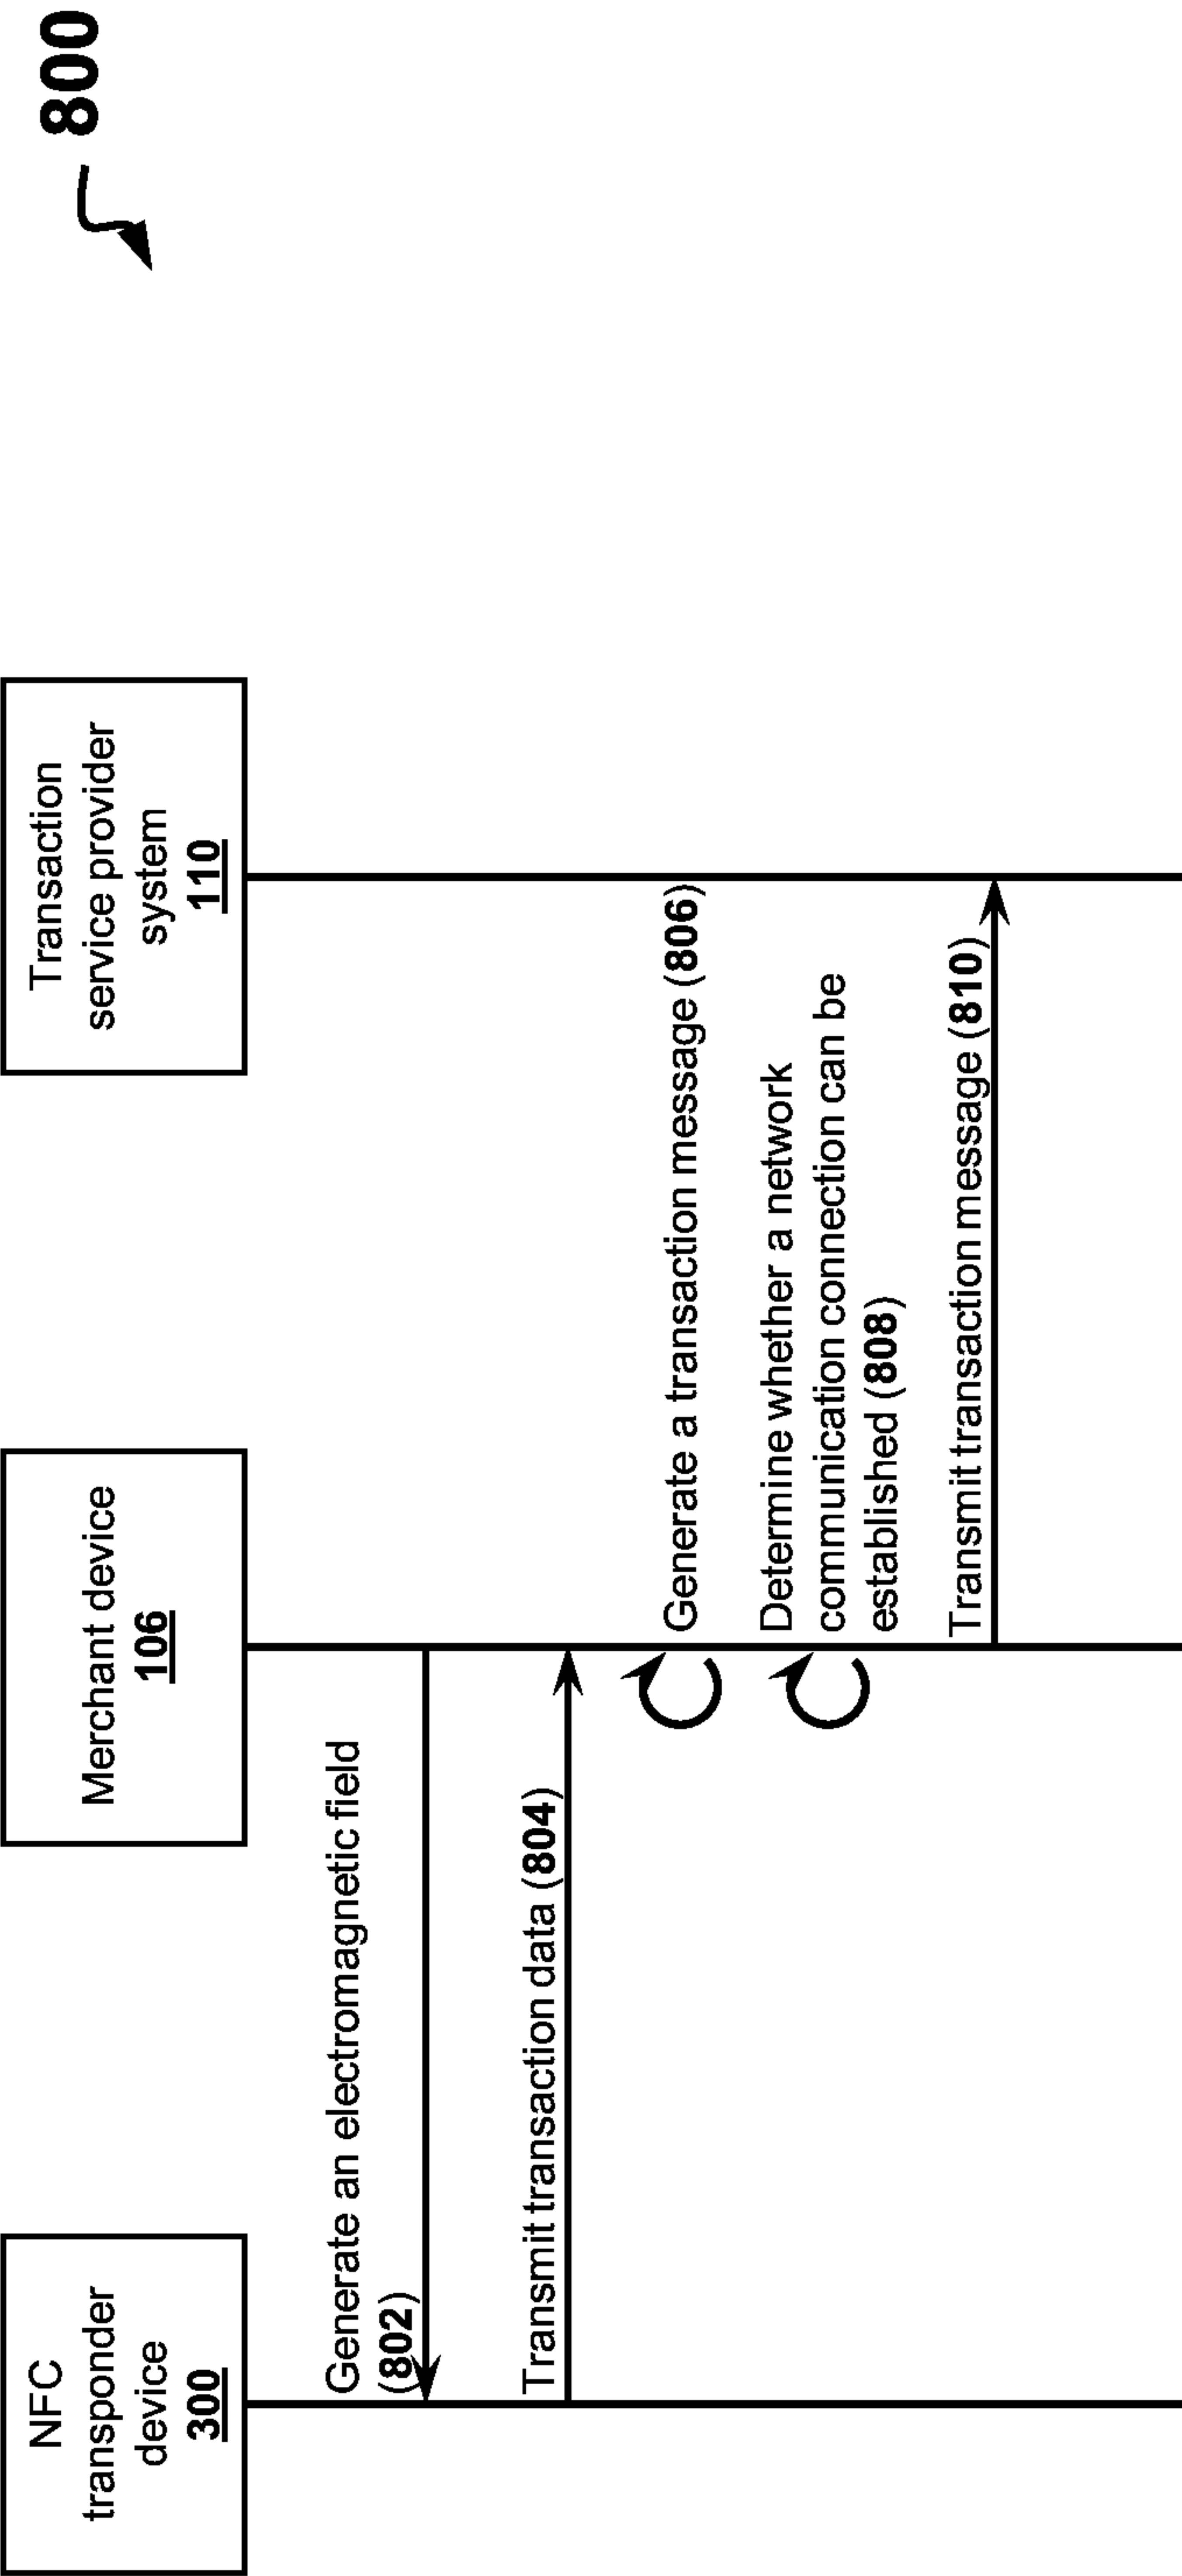 800
NFC
transponder
device
300
Merchant device
106
Transaction
service provider
system
110
Generate an electromagnetic field
(802)
Transmit transaction data (804)
Generate a transaction message (806)
Determine whether a network
communication connection can be
established (808)
Transmit transaction message (810)